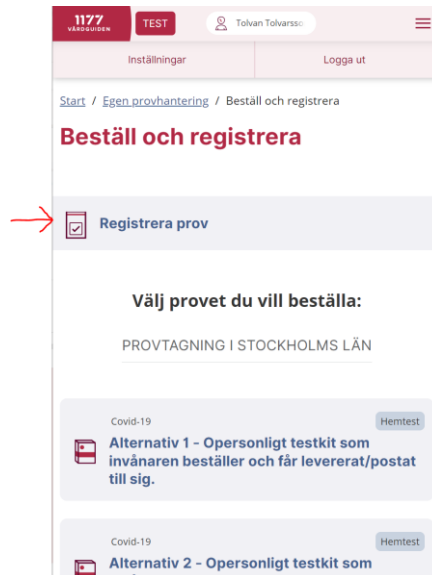 1177
VÅRDGUIDEN
TEST
Tolvan Tolvarsso
Inställningar
Logga ut
Start / Egen provhantering / Beställ och registrera
Beställ och registrera
Registrera prov
Välj provet du vill beställa:
PROVTAGNING I STOCKHOLMS LÄN
Covid-19
Hemtest
Alternativ 1 - Opersonligt testkit som
invånaren beställer och får levererat/postat
till sig.
Covid-19
Hemtest
Alternativ 2 - Opersonligt testkit som